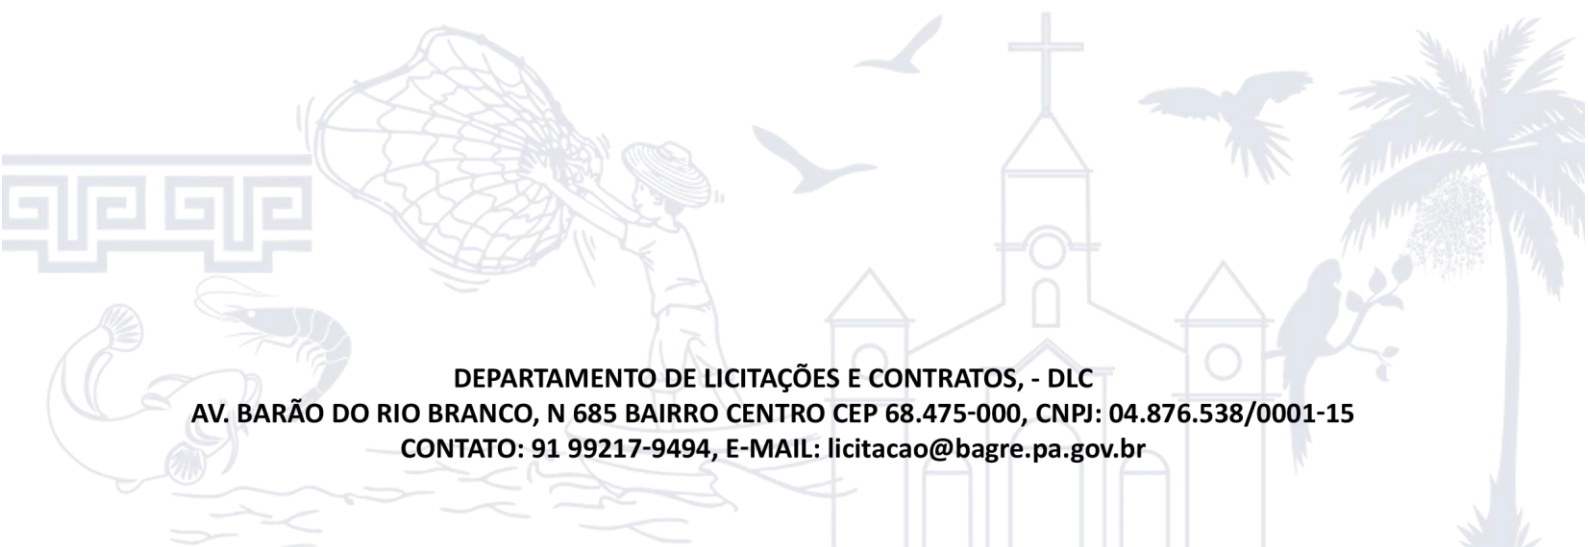 DEPARTAMENTO DE LICITAÇÕES E CONTRATOS, - DLC
AV. BARÃO DO RIO BRANCO, N 685 BAIRRO CENTRO CEP 68.475-000, CNPJ: 04.876.538/0001-15
CONTATO: 91 99217-9494, E-MAIL: licitacao@bagre.pa.gov.br